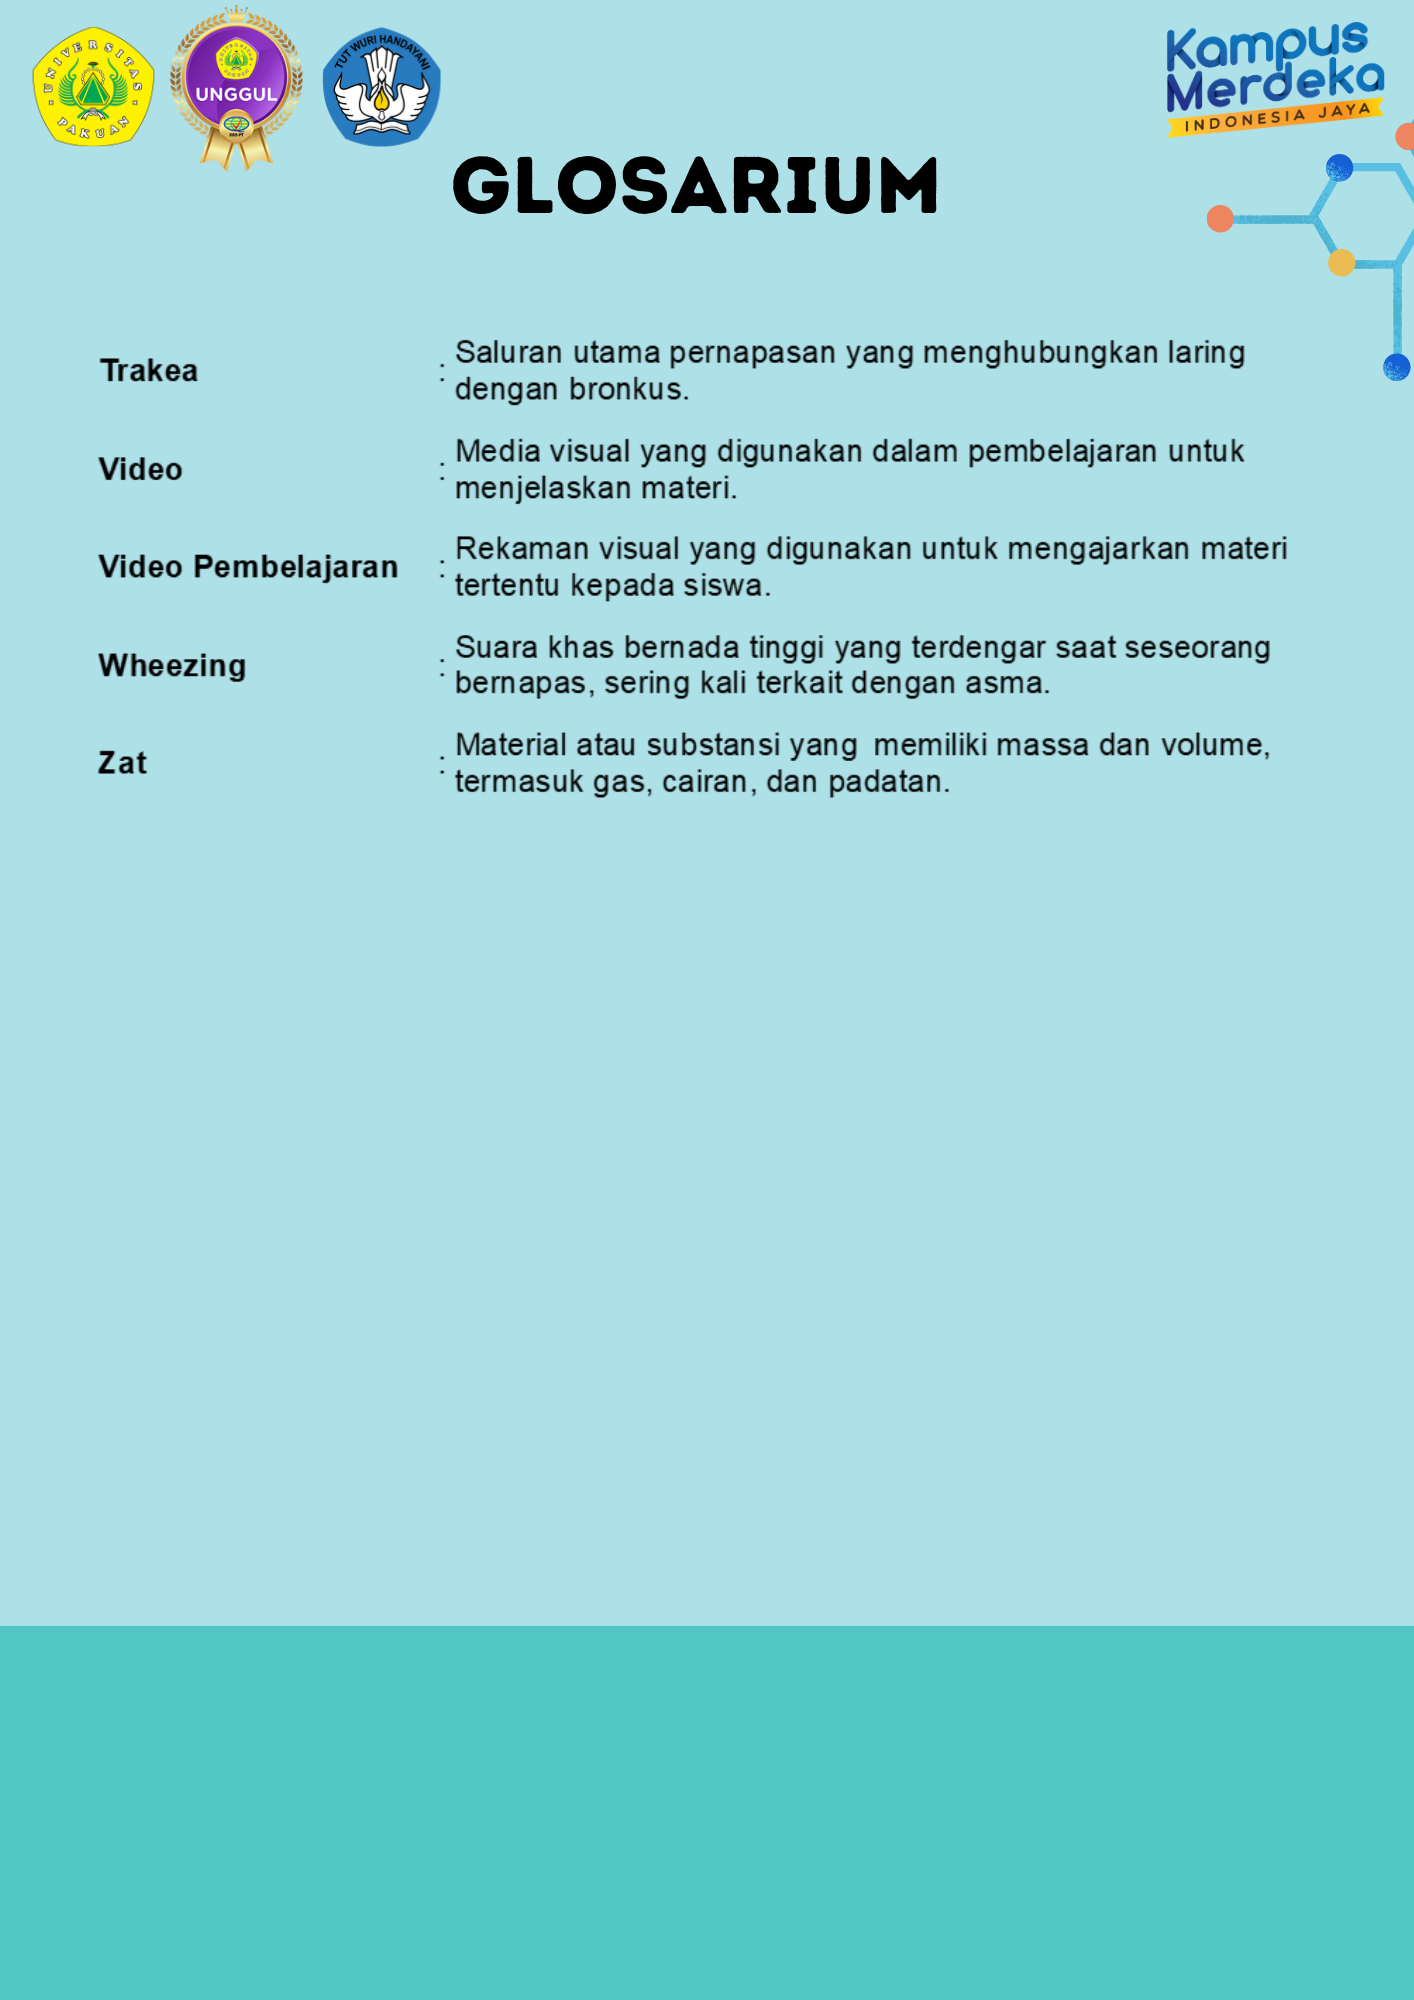 UNIVERSITAS
PAKUAN
UNGGUL
TUT WURI HANDAYANI
Kampus
Merdeka
INDONESIA JAYA
GLOSARIUM
Trakea : Saluran utama pernapasan yang menghubungkan laring
dengan bronkus.
Video : Media visual yang digunakan dalam pembelajaran untuk
menjelaskan materi.
Video Pembelajaran : Rekaman visual yang digunakan untuk mengajarkan materi
tertentu kepada siswa.
Wheezing : Suara khas bernada tinggi yang terdengar saat seseorang
bernapas, sering kali terkait dengan asma.
Zat : Material atau substansi yang memiliki massa dan volume,
termasuk gas, cairan, dan padatan.